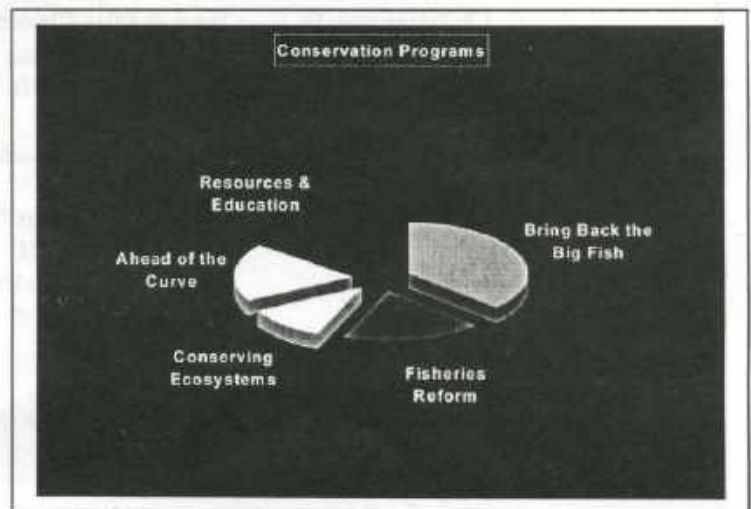 Conservation Programs
Resources &
Education
Bring Back the
Big Fish
Ahead of the
Curve
Conserving
Ecosystems
Fisheries
Reform